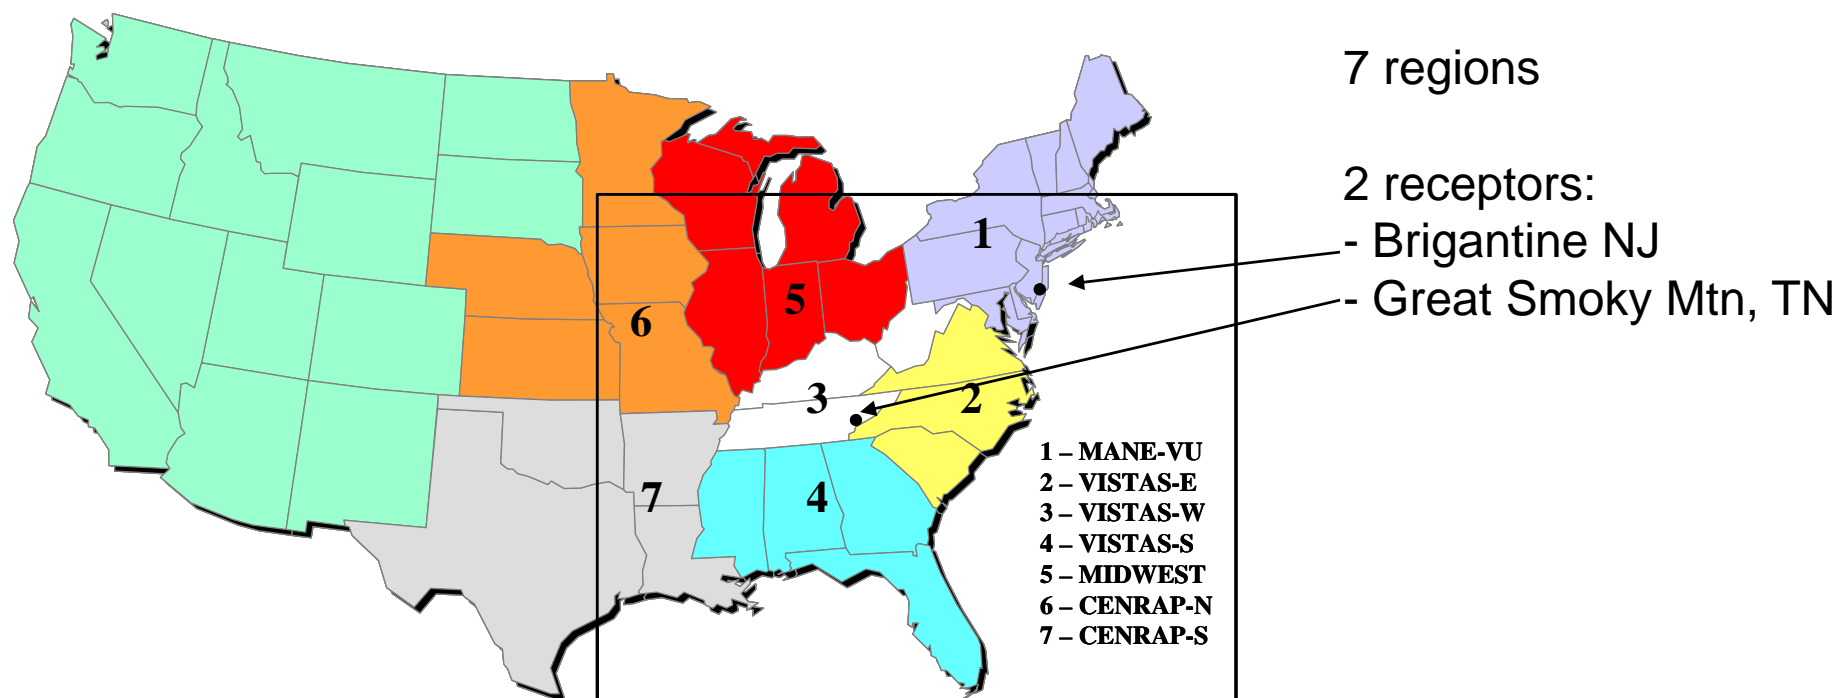 7 regions
2 receptors:
- Brigantine NJ
- Great Smoky Mtn, TN
1
5
6
3
2
7
4
1 – MANE-VU
2 – VISTAS-E
3 – VISTAS-W
4 – VISTAS-S
5 – MIDWEST
6 – CENRAP-N
7 – CENRAP-S